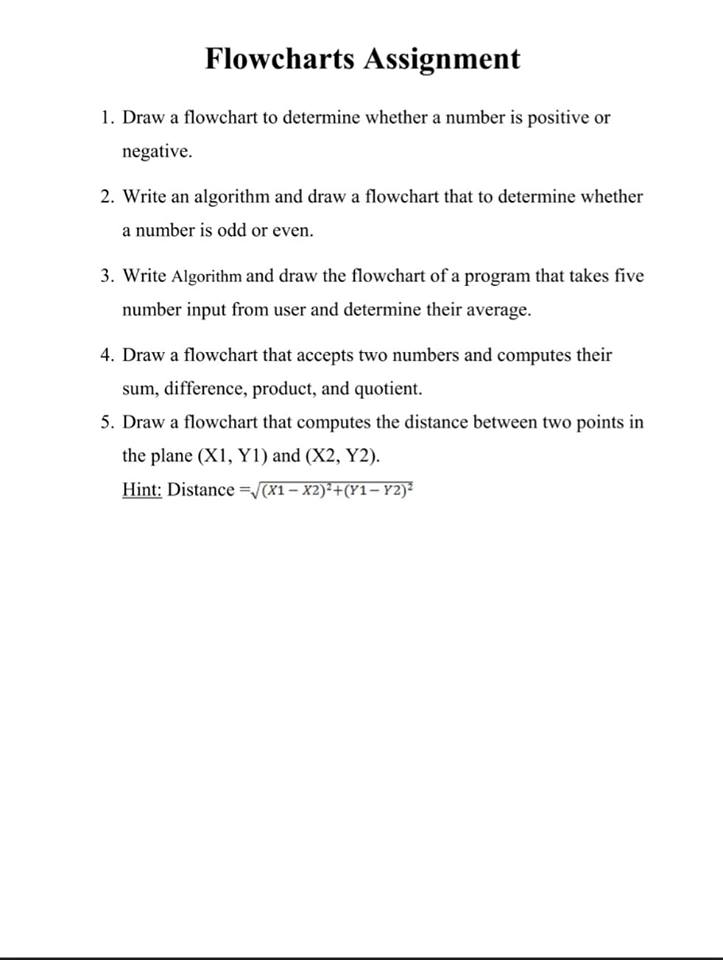 Flowcharts Assignment
1. Draw a flowchart to determine whether a number is positive or
negative.
2. Write an algorithm and draw a flowchart that to determine whether
a number is odd or even.
3. Write Algorithm and draw the flowchart of a program that takes five
number input from user and determine their average.
4. Draw a flowchart that accepts two numbers and computes their
sum, difference, product, and quotient.
5. Draw a flowchart that computes the distance between two points in
the plane (X1, Y1) and (X2, Y2).
Hint: Distance =√(X1 − X2)²+(Y1− Y2)²